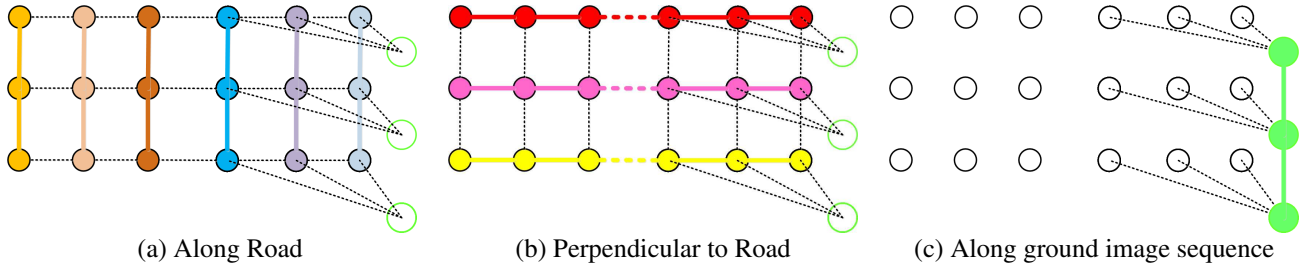 (a) Along Road
(b) Perpendicular to Road
(c) Along ground image sequence